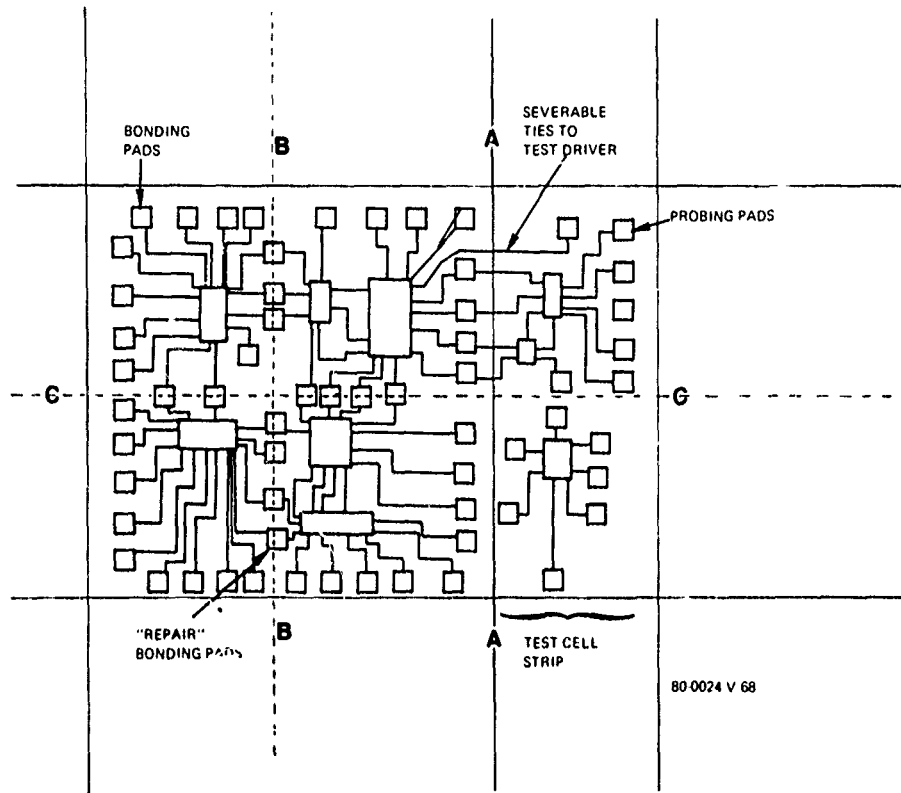 BONDING
PADS
SEVERABLE
TIES TO
TEST DRIVER
B
A
PROBING PADS
C
C
"REPAIR"
BONDING PADS
B
A
TEST CELL
STRIP
80-0024 V 68